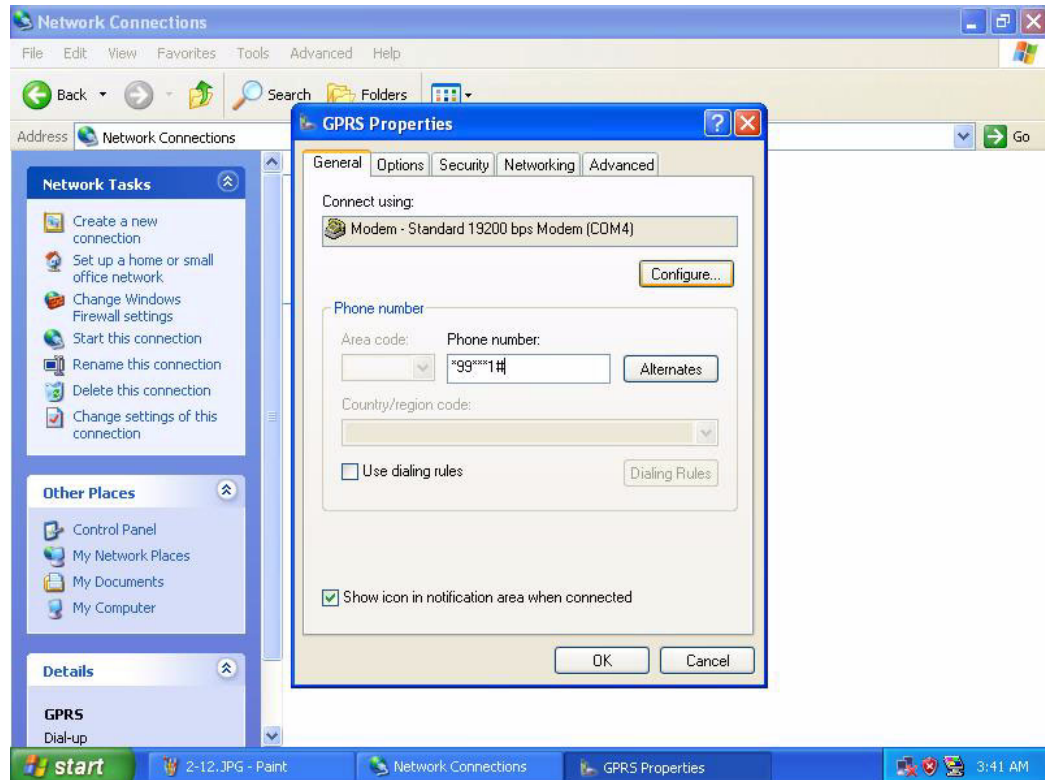 Network Connections
File Edit View Favorites Tools Advanced Help
Back Search Folders
Address Network Connections Go
Network Tasks
Create a new
connection
Set up a home or small
office network
Change Windows
Firewall settings
Start this connection
Rename this connection
Delete this connection
Change settings of this
connection
Other Places
Control Panel
My Network Places
My Documents
My Computer
Details
GPRS
Dial-up
GPRS Properties
General Options Security Networking Advanced
Connect using:
Modem - Standard 19200 bps Modem (COM4)
Configure...
Phone number
Area code: Phone number:
*99***1#
Alternates
Country/region code:
Use dialing rules
Dialing Rules
Show icon in notification area when connected
OK Cancel
start 2-12.JPG - Paint Network Connections GPRS Properties 3:41 AM